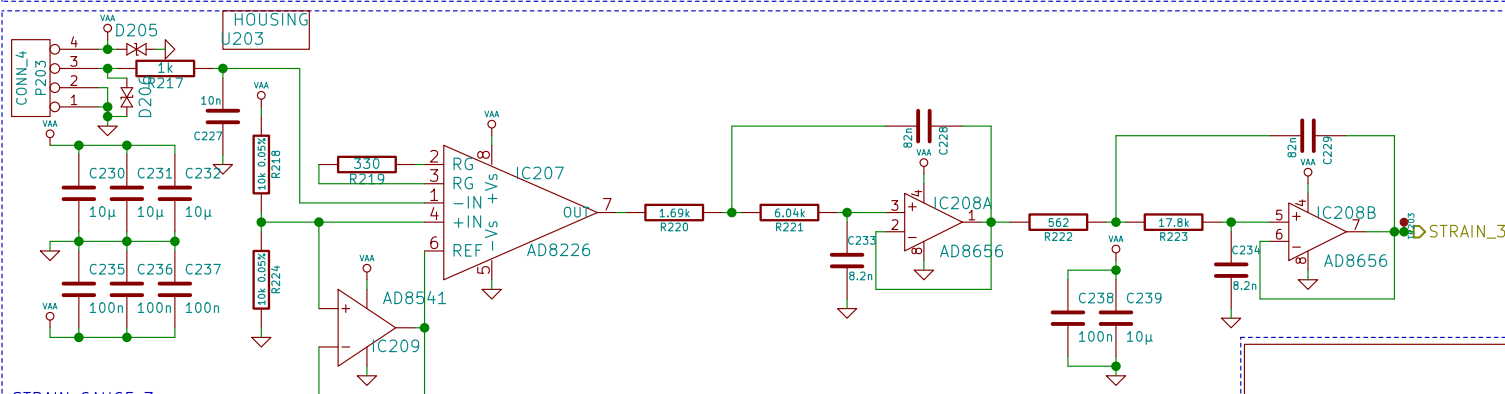 VAA
D205
HOUSING
U203
CONN_4
P203
4
3
2
1
1k
R217
D206
10n
C227
VAA
10k 0.05%
R218
VAA
C230
C231
C232
10µ
10µ
10µ
C235
C236
C237
100n
100n
100n
VAA
10k 0.05%
R224
330
R219
VAA
8
2
RG
3
RG
1
-IN
4
+IN
6
REF
+Vs
-Vs
5
OUT
7
IC207
AD8226
VAA
AD8541
+
−
IC209
1.69k
R220
6.04k
R221
82n
C228
VAA
4
3
+
2
−
8
1
IC208A
AD8656
C233
8.2n
562
R222
17.8k
R223
82n
C229
VAA
4
5
+
6
−
8
7
IC208B
AD8656
C234
8.2n
VAA
C238
C239
100n
10µ
STRAIN_3